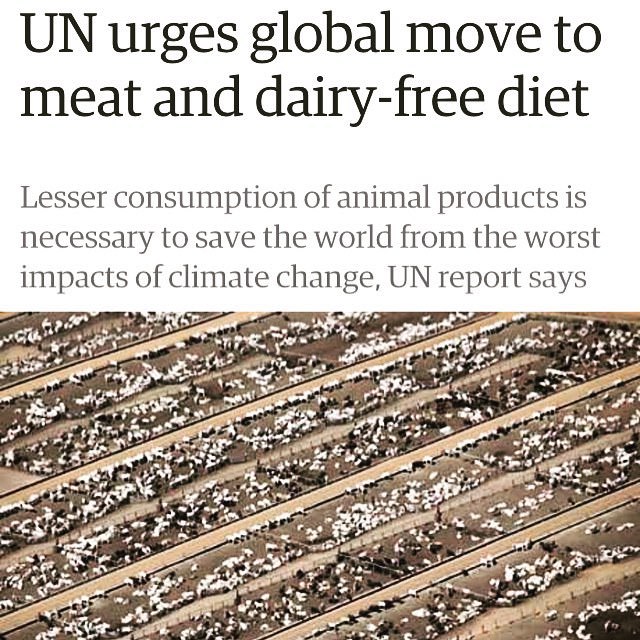 UN urges global move to
meat and dairy-free diet
Lesser consumption of animal products is
necessary to save the world from the worst
impacts of climate change, UN report says